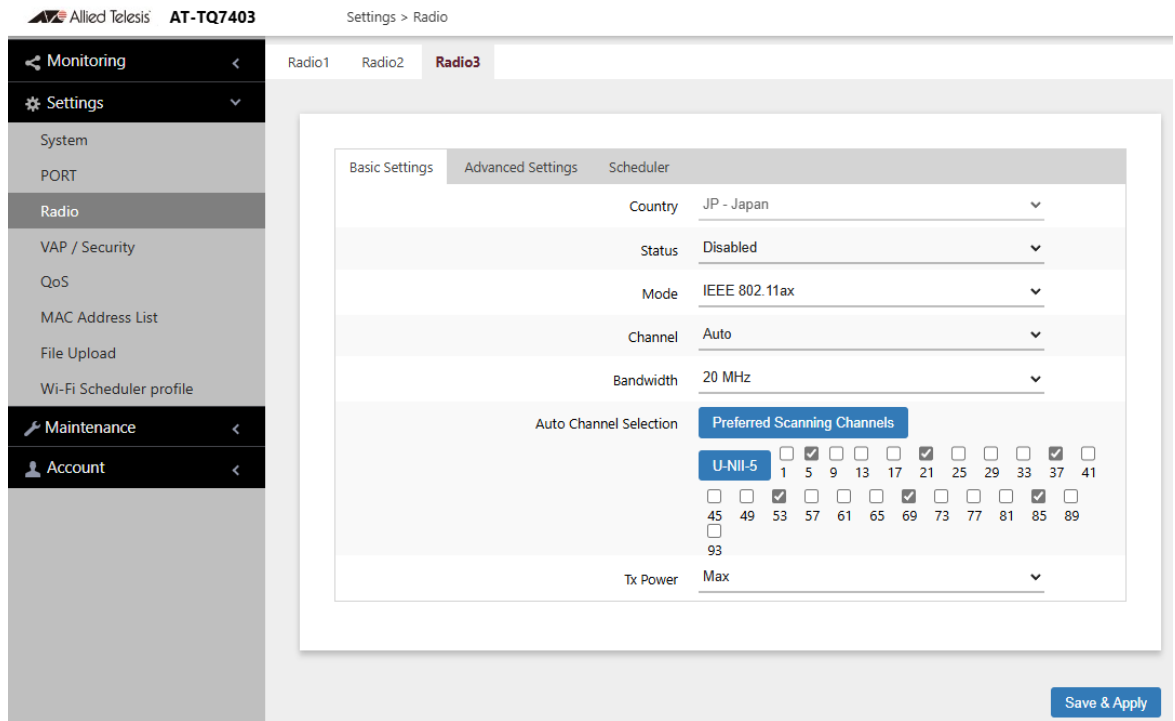 Allied Telesis AT-TQ7403 Settings > Radio
Monitoring
Settings
System
PORT
Radio
VAP / Security
QoS
MAC Address List
File Upload
Wi-Fi Scheduler profile
Maintenance
Account
Radio1 Radio2 Radio3
Basic Settings Advanced Settings Scheduler
Country JP - Japan
Status Disabled
Mode IEEE 802.11ax
Channel Auto
Bandwidth 20 MHz
Auto Channel Selection Preferred Scanning Channels
U-NII-5 1 5 9 13 17 21 25 29 33 37 41
45 49 53 57 61 65 69 73 77 81 85 89
93
Tx Power Max
Save & Apply